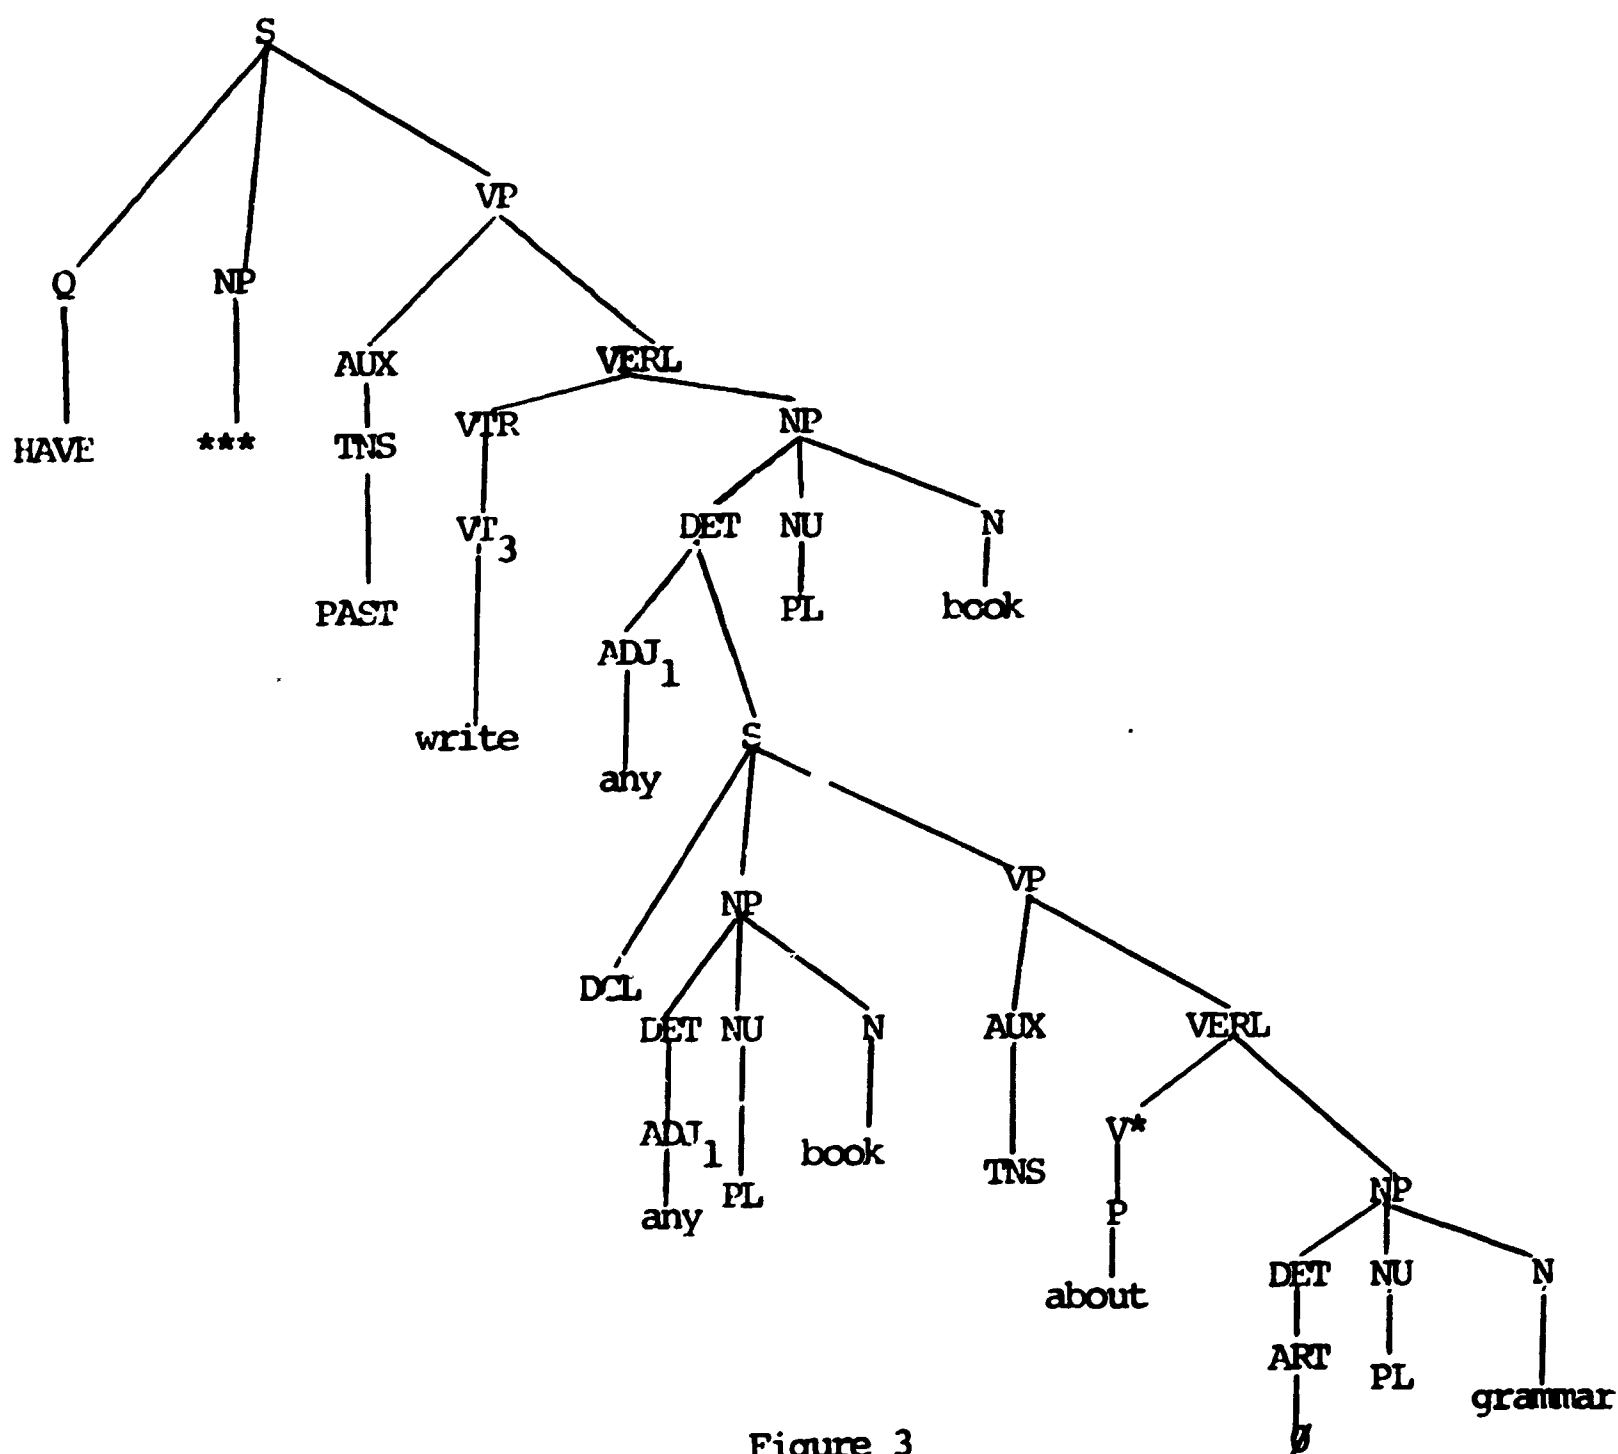 S
VP
Q NP
AUX VERL
VTR NP
HAVE *** TNS
DET NU N
VT3
PAST PL book
ADJ1
write S
any
VP
NP
DCL
DET NU N AUX VERL
ADJ1 book V*
TNS
any PL P NP
about DET NU N
ART PL grammar
Ø
Figure 3